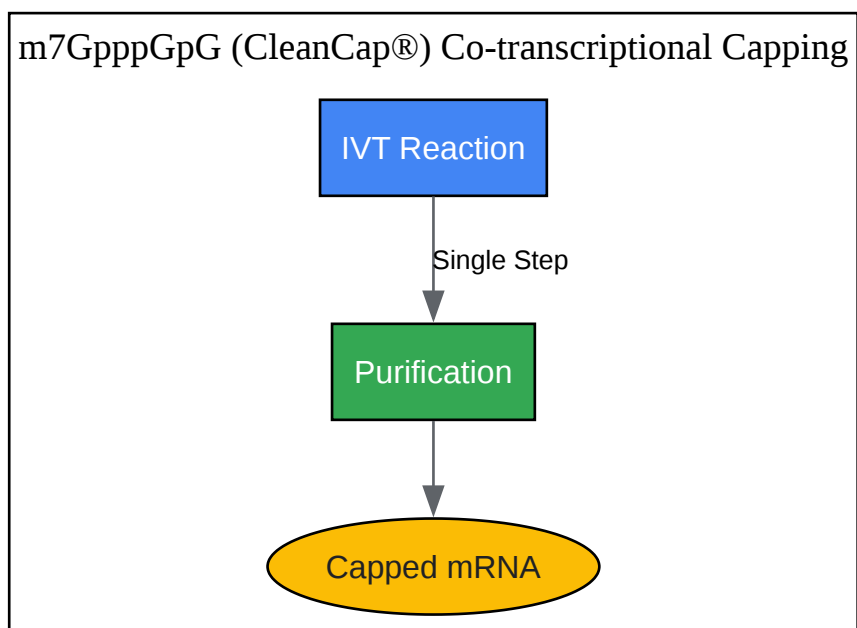 m7GpppGpG (CleanCap®) Co-transcriptional Capping
IVT Reaction
Single Step
Purification
Capped mRNA